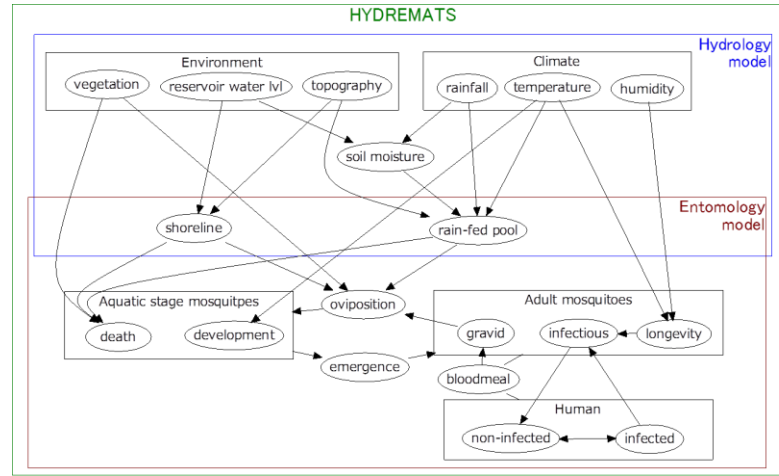 HYDREMATS
Hydrology
model
Environment
Climate
vegetation
reservoir water lvl
topography
rainfall
temperature
humidity
soil moisture
Entomology
model
shoreline
rain-fed pool
Aquatic stage mosquitpes
oviposition
Adult mosquitoes
death
development
gravid
infectious
longevity
emergence
bloodmeal
Human
non-infected
infected